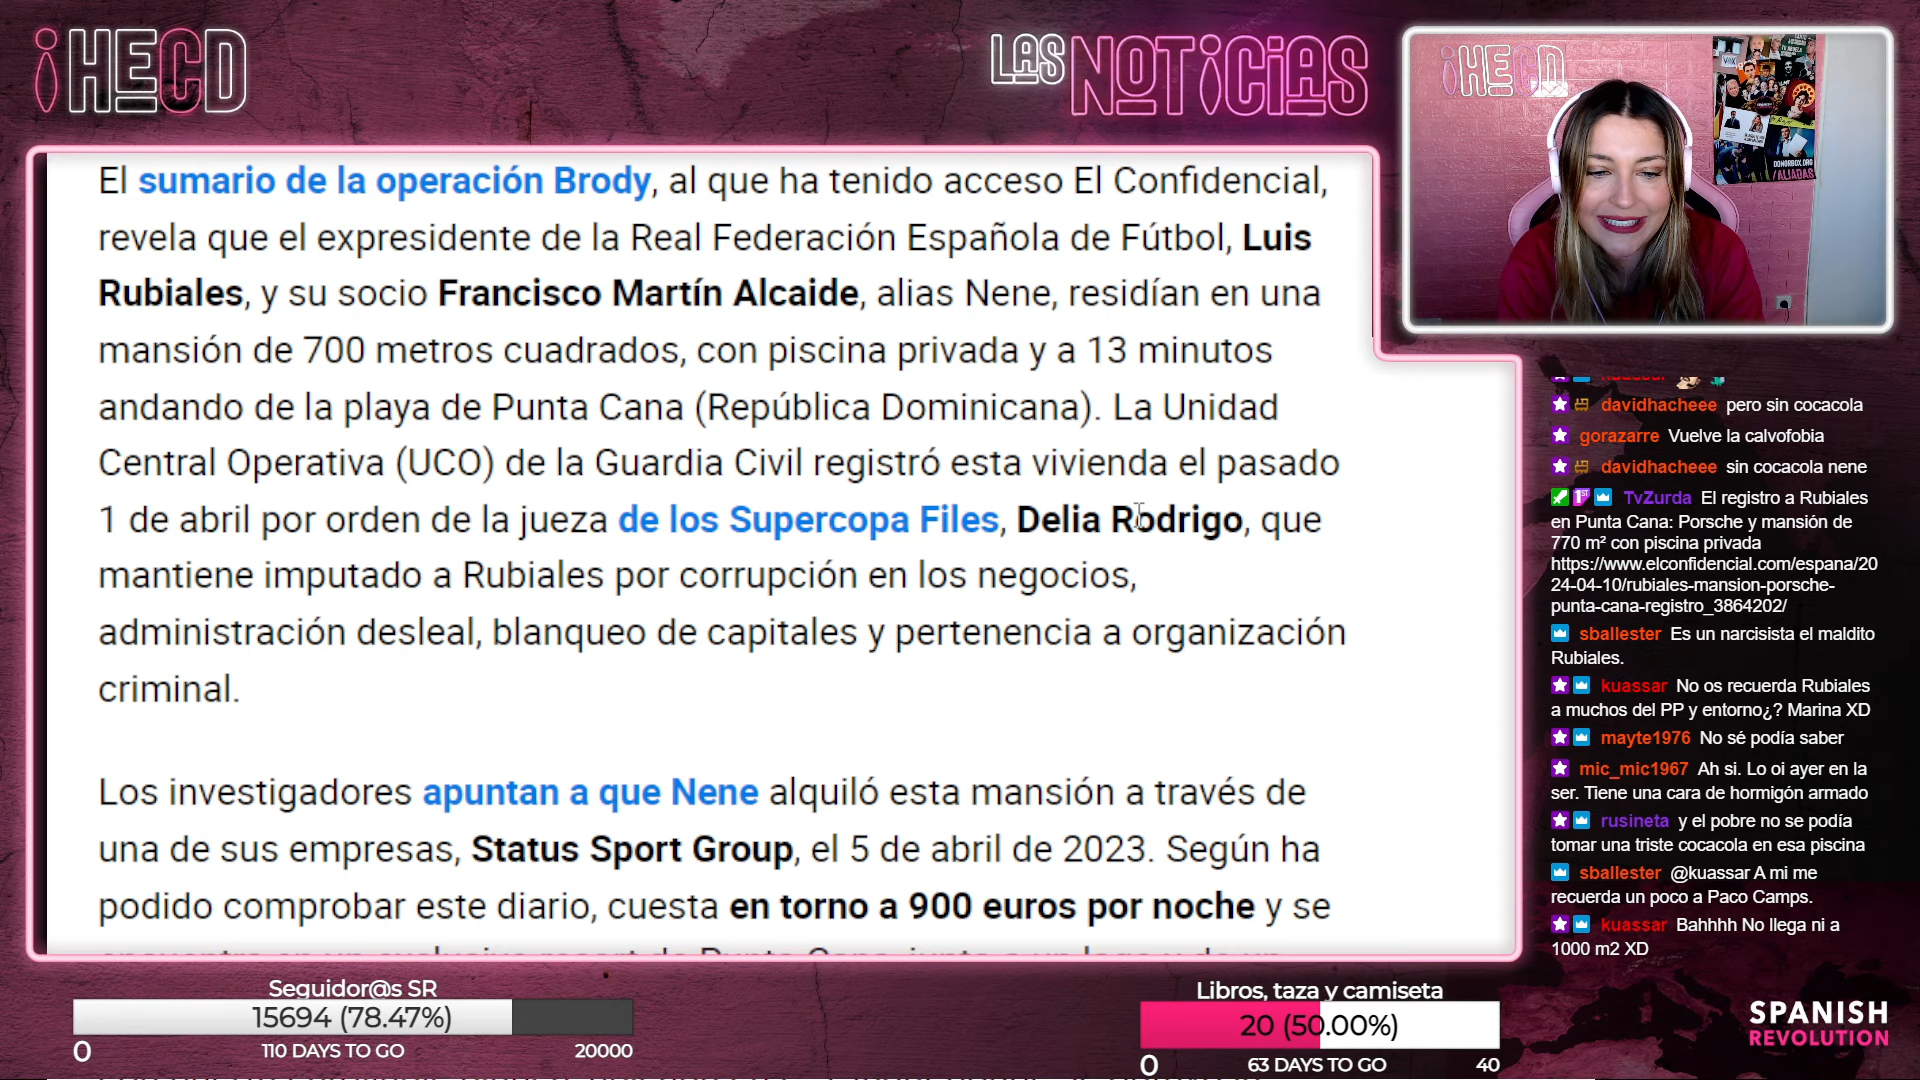 ¡HECD
LAS NOTICIAS
¡HECD
DONORBOX.ORG
/ALIADAS
El sumario de la operación Brody, al que ha tenido acceso El Confidencial,
revela que el expresidente de la Real Federación Española de Fútbol, Luis
Rubiales, y su socio Francisco Martín Alcaide, alias Nene, residían en una
mansión de 700 metros cuadrados, con piscina privada y a 13 minutos
andando de la playa de Punta Cana (República Dominicana). La Unidad
Central Operativa (UCO) de la Guardia Civil registró esta vivienda el pasado
1 de abril por orden de la jueza de los Supercopa Files, Delia Rodrigo, que
mantiene imputado a Rubiales por corrupción en los negocios,
administración desleal, blanqueo de capitales y pertenencia a organización
criminal.
Los investigadores apuntan a que Nene alquiló esta mansión a través de
una de sus empresas, Status Sport Group, el 5 de abril de 2023. Según ha
podido comprobar este diario, cuesta en torno a 900 euros por noche y se
davidhacheee pero sin cocacola
gorazarre Vuelve la calvofobia
davidhacheee sin cocacola nene
TvZurda El registro a Rubiales
en Punta Cana: Porsche y mansión de
770 m² con piscina privada
https://www.elconfidencial.com/espana/20
24-04-10/rubiales-mansion-porsche-
punta-cana-registro_3864202/
sballester Es un narcisista el maldito
Rubiales.
kuassar No os recuerda Rubiales
a muchos del PP y entorno¿? Marina XD
mayte1976 No sé podía saber
mic_mic1967 Ah si. Lo oi ayer en la
ser. Tiene una cara de hormigón armado
rusineta y el pobre no se podía
tomar una triste cocacola en esa piscina
sballester @kuassar A mi me
recuerda un poco a Paco Camps.
kuassar Bahhhh No llega ni a
1000 m2 XD
Seguidor@s SR
15694 (78.47%)
0 110 DAYS TO GO 20000
Libros, taza y camiseta
20 (50.00%)
0 63 DAYS TO GO 40
SPANISH
REVOLUTION